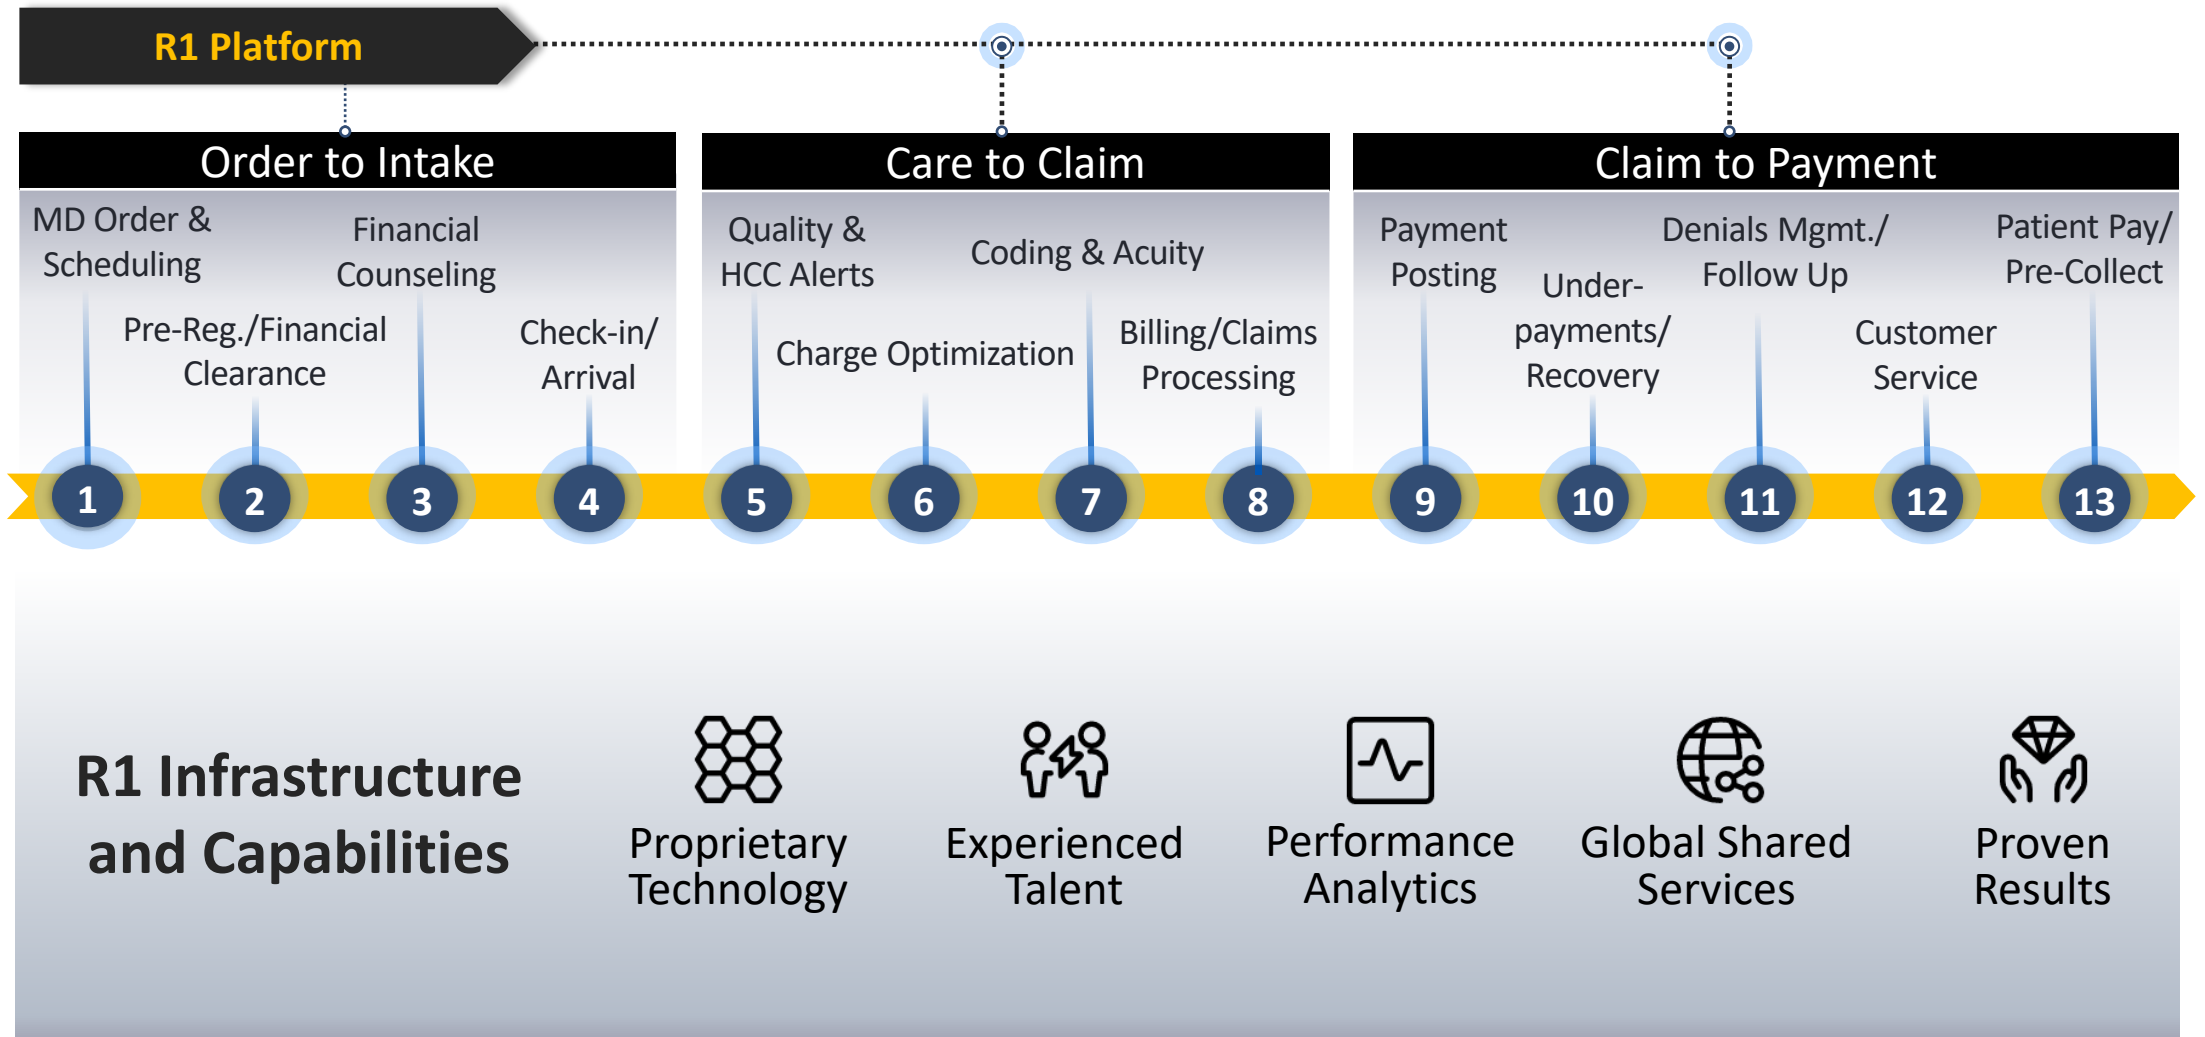 R1 Platform
Order to Intake
MD Order &
Scheduling
Pre-Reg./Financial
Clearance
Financial
Counseling
Check-in/
Arrival
Care to Claim
Quality &
HCC Alerts
Charge Optimization
Coding & Acuity
Billing/Claims
Processing
Claim to Payment
Payment
Posting
Under-
payments/
Recovery
Denials Mgmt./
Follow Up
Customer
Service
Patient Pay/
Pre-Collect
1
2
3
4
5
6
7
8
9
10
11
12
13
R1 Infrastructure
and Capabilities
Proprietary
Technology
Experienced
Talent
Performance
Analytics
Global Shared
Services
Proven
Results